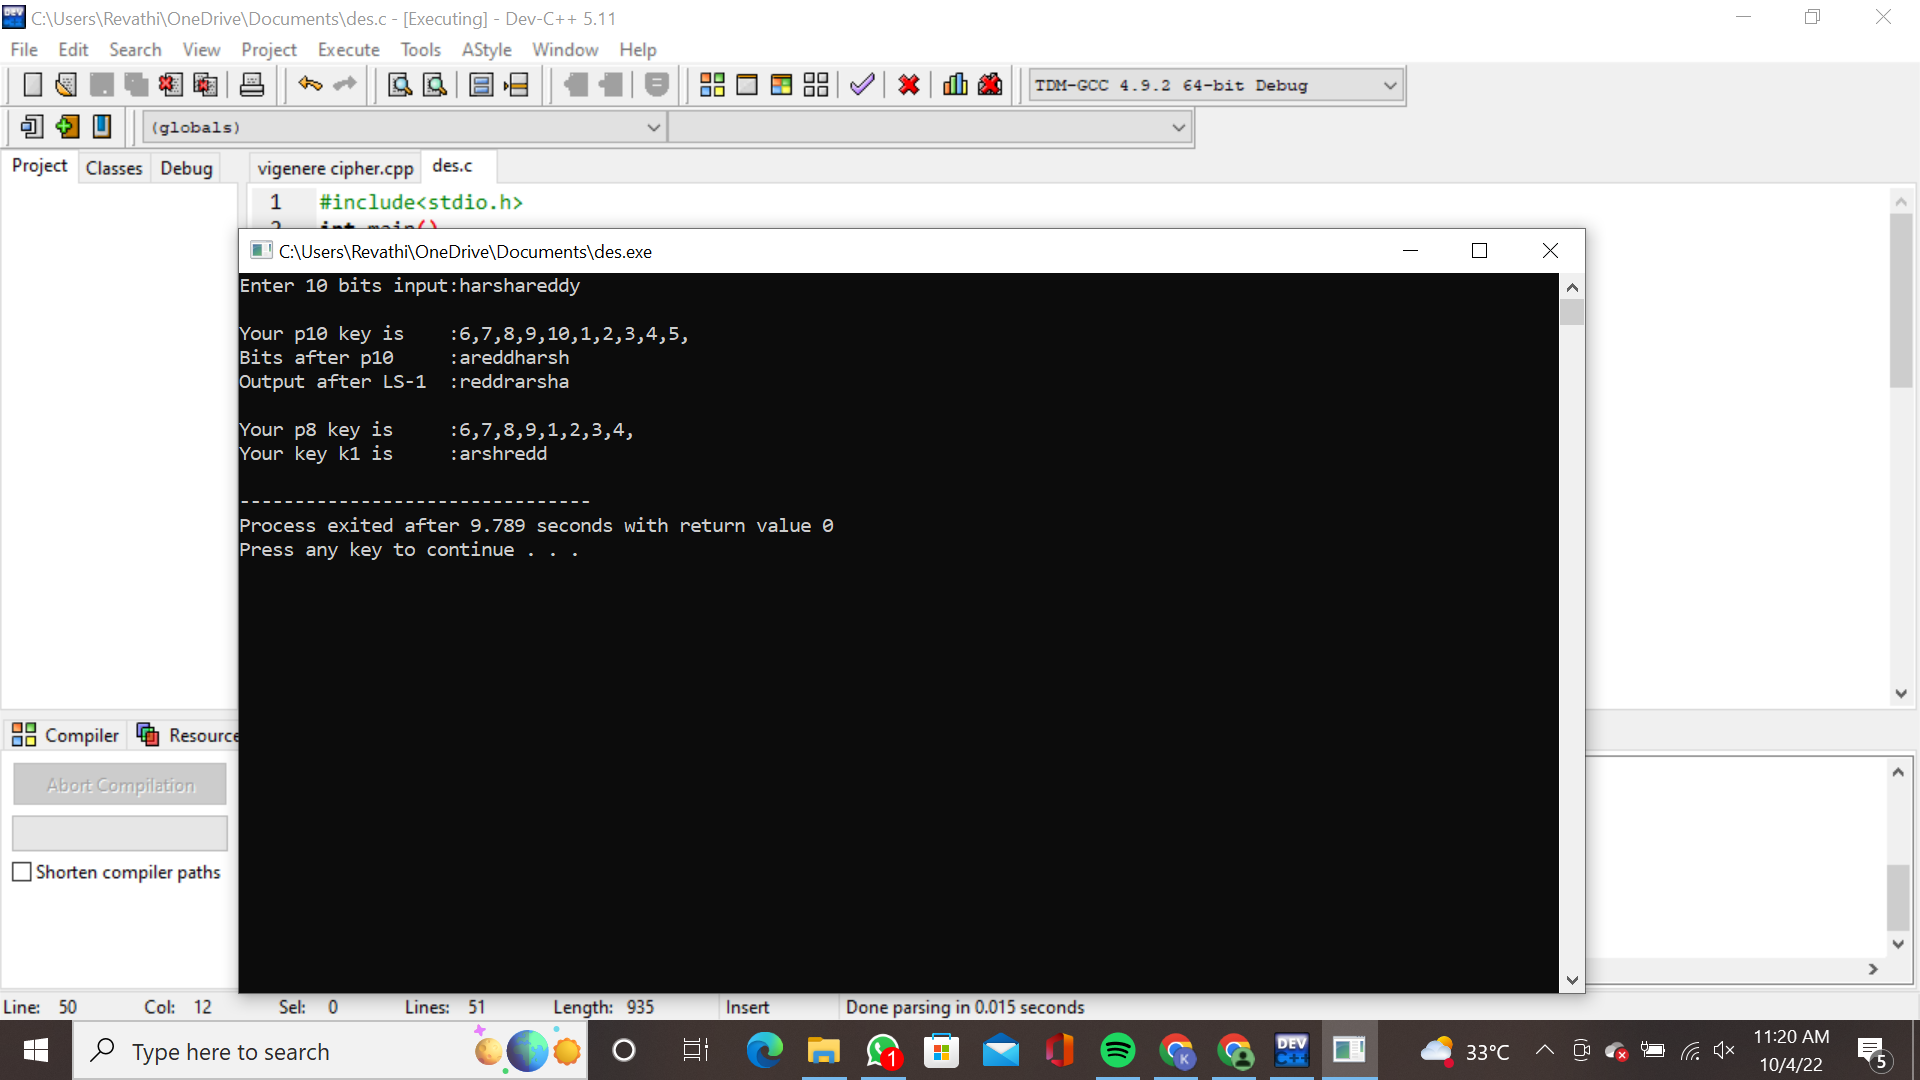 C:\Users\Revathi\OneDrive\Documents\des.c - [Executing] - Dev-C++ 5.11
File Edit Search View Project Execute Tools AStyle Window Help
TDM-GCC 4.9.2 64-bit Debug
(globals)
Project Classes Debug vigenere cipher.cpp des.c
1 #include<stdio.h>
C:\Users\Revathi\OneDrive\Documents\des.exe
Enter 10 bits input:harshareddy
Your p10 key is    :6,7,8,9,10,1,2,3,4,5,
Bits after p10     :areddharsh
Output after LS-1  :reddrarsha
Your p8 key is     :6,7,8,9,1,2,3,4,
Your key k1 is     :arshredd
--------------------------------
Process exited after 9.789 seconds with return value 0
Press any key to continue . . .
Compiler Resource
Abort Compilation
Shorten compiler paths
Line: 50 Col: 12 Sel: 0 Lines: 51 Length: 935 Insert Done parsing in 0.015 seconds
Type here to search
1
K
DEV C++
33°C
11:20 AM
10/4/22
5